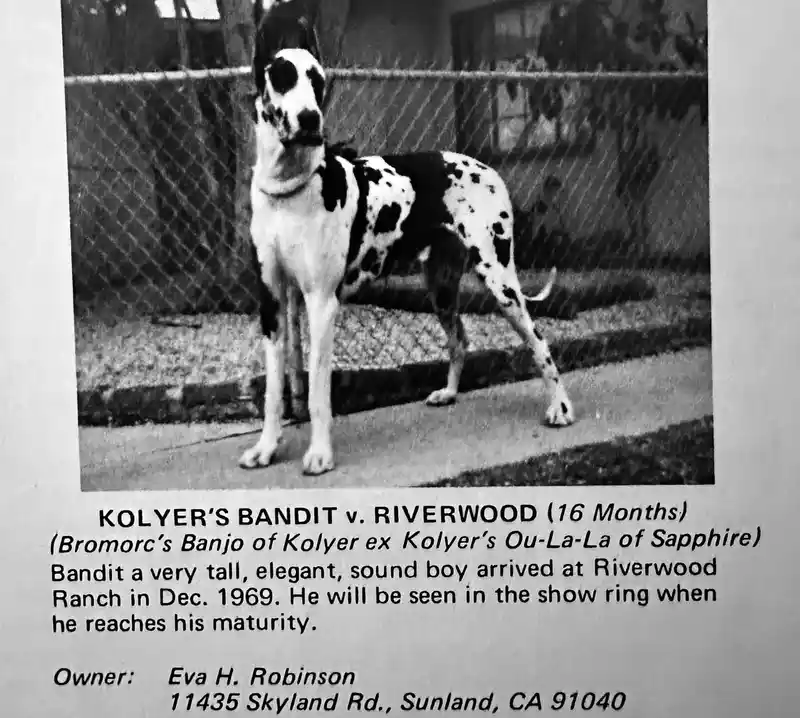 KOLYER'S BANDIT v. RIVERWOOD (16 Months)
(Bromorc's Banjo of Kolyer ex Kolyer's Ou-La-La of Sapphire)
Bandit a very tall, elegant, sound boy arrived at Riverwood
Ranch in Dec. 1969. He will be seen in the show ring when
he reaches his maturity.
Owner: Eva H. Robinson
11435 Skyland Rd., Sunland, CA 91040